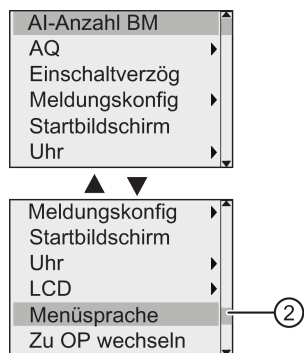 AI-Anzahl BM
AQ
Einschaltverzög
Meldungskonfig
Startbildschirm
Uhr
Meldungskonfig
Startbildschirm
Uhr
LCD
Menüsprache
2
Zu OP wechseln